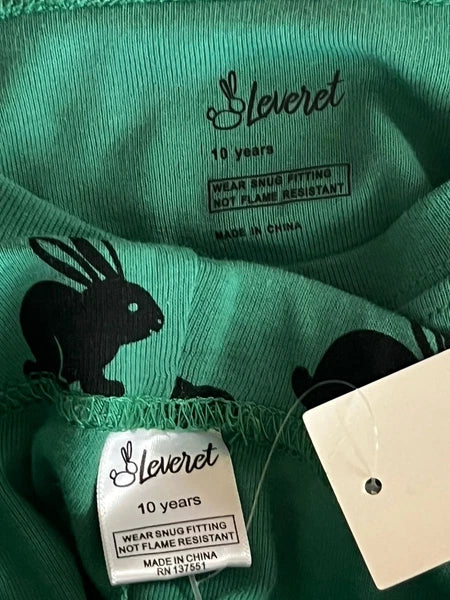 Leveret
10 years
WEAR SNUG FITTING
NOT FLAME RESISTANT
MADE IN CHINA
Leveret
10 years
WEAR SNUG FITTING
NOT FLAME RESISTANT
MADE IN CHINA
RN 137551